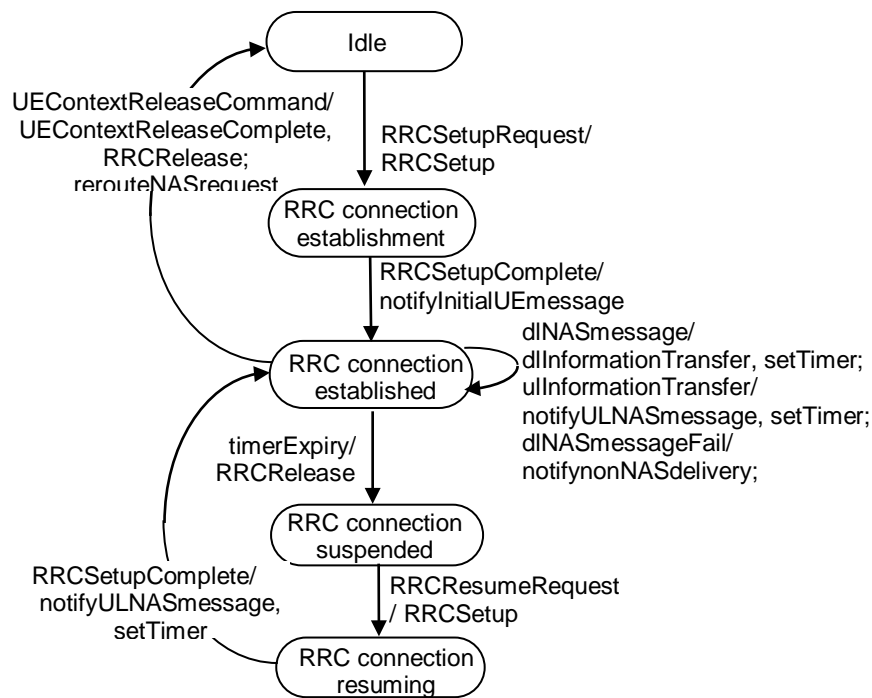 Idle
UEContextReleaseCommand/
UEContextReleaseComplete,
RRCRelease;
rerouteNASrequest
RRCSetupRequest/
RRCSetup
RRC connection
establishment
RRCSetupComplete/
notifyInitialUEmessage
RRC connection
established
dlNASmessage/
dlInformationTransfer, setTimer;
ulInformationTransfer/
notifyULNASmessage, setTimer;
dlNASmessageFail/
notifynonNASdelivery;
timerExpiry/
RRCRelease
RRC connection
suspended
RRCSetupComplete/
notifyULNASmessage,
setTimer
RRCResumeRequest
/ RRCSetup
RRC connection
resuming